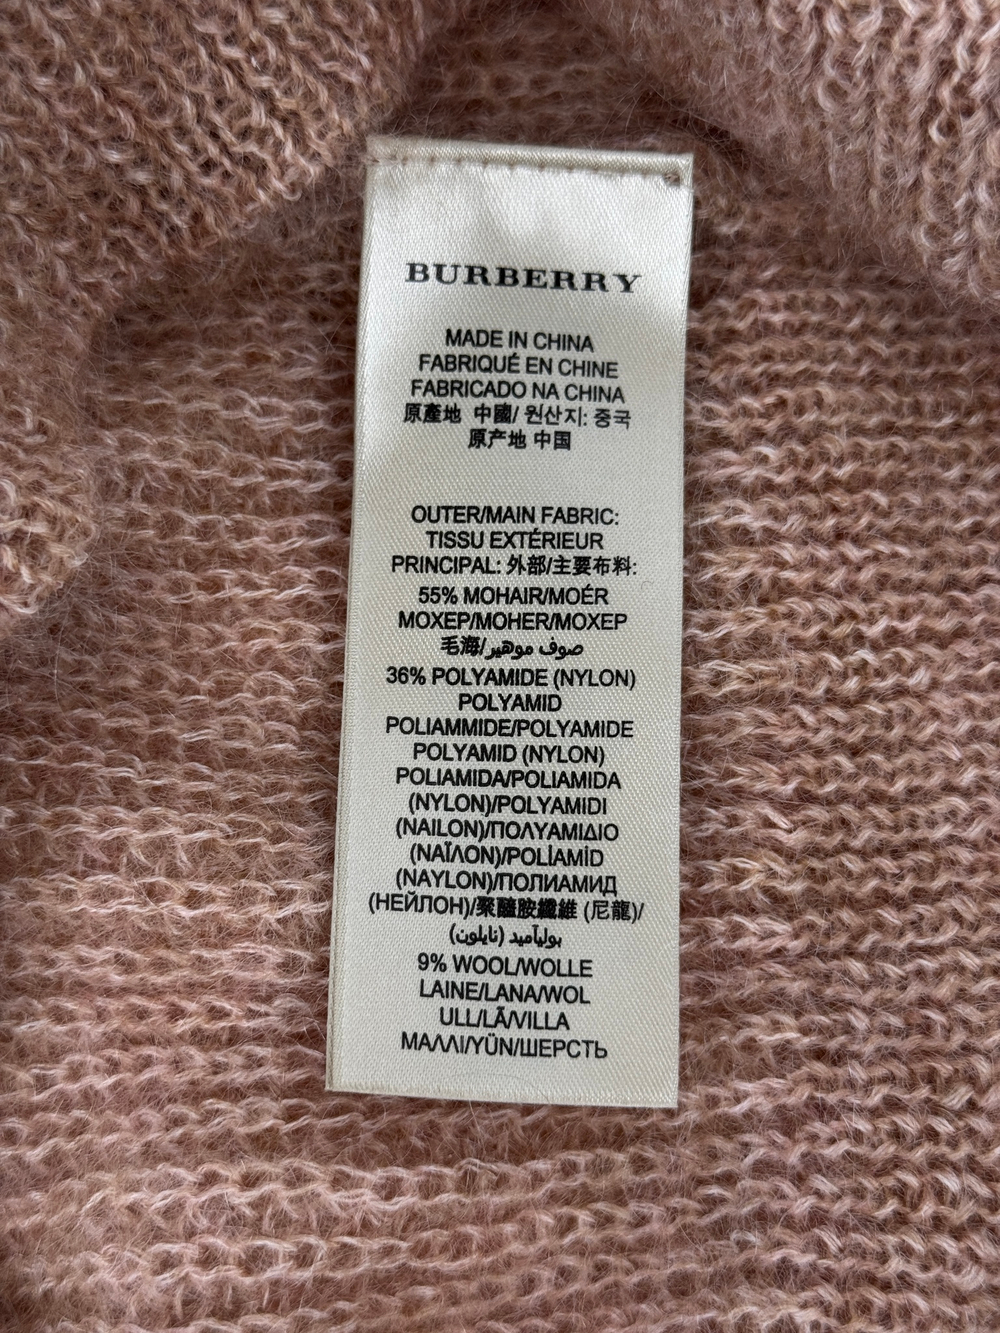 BURBERRY
MADE IN CHINA
FABRIQUÉ EN CHINE
FABRICADO NA CHINA
原產地 中國/ 원산지: 중국
原产地 中国
OUTER/MAIN FABRIC:
TISSU EXTÉRIEUR
PRINCIPAL: 外部/主要布料:
55% MOHAIR/MOÉR
МОХЕР/MOHER/MOXEP
毛海/صوف موهير
36% POLYAMIDE (NYLON)
POLYAMID
POLIAMMIDE/POLYAMIDE
POLYAMID (NYLON)
POLIAMIDA/POLIAMIDA
(NYLON)/POLYAMIDI
(NAILON)/ΠΟΛΥΑΜΙΔΙΟ
(ΝΑΪΛΟΝ)/POLİAMİD
(NAYLON)/ПОЛИАМИД
(НЕЙЛОН)/聚醯胺纖維 (尼龍)/
بولیآميد (نايلون)
9% WOOL/WOLLE
LAINE/LANA/WOL
ULL/LÃ/VILLA
ΜΑΛΛΙ/YÜN/ШЕРСТЬ